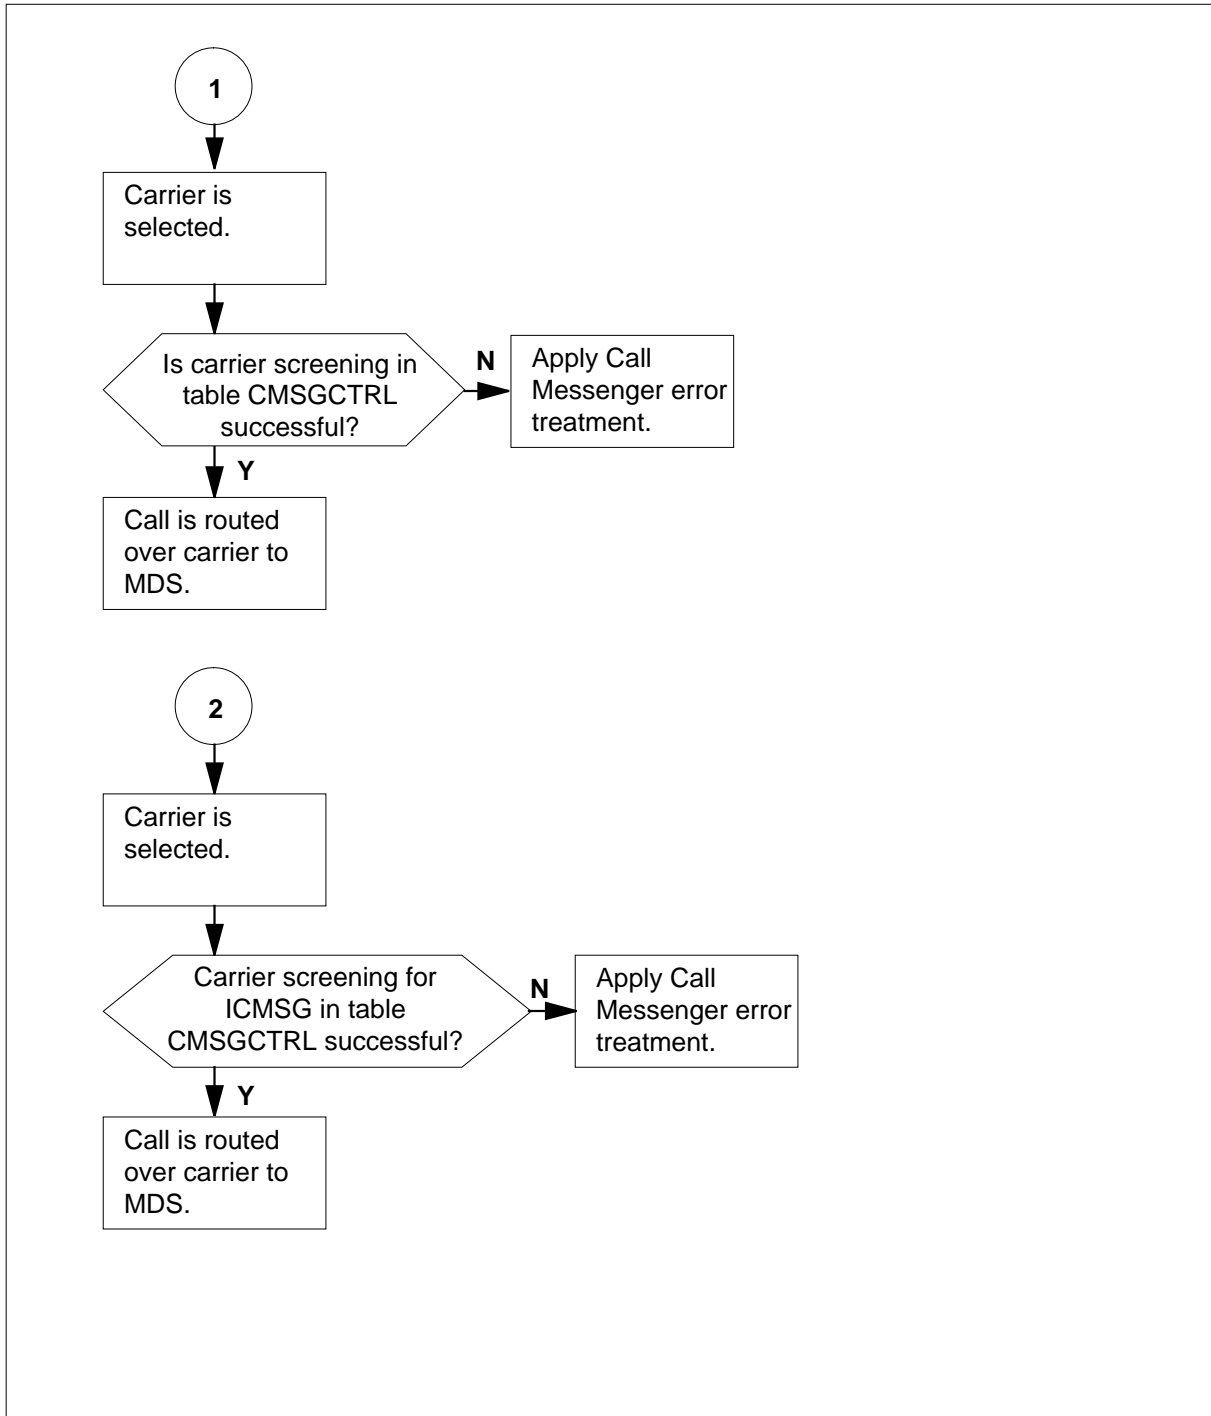 1
Carrier is
selected.
Is carrier screening in
table CMSGCTRL
successful?
N
Apply Call
Messenger error
treatment.
Y
Call is routed
over carrier to
MDS.
2
Carrier is
selected.
Carrier screening for
ICMSG in table
CMSGCTRL successful?
N
Apply Call
Messenger error
treatment.
Y
Call is routed
over carrier to
MDS.